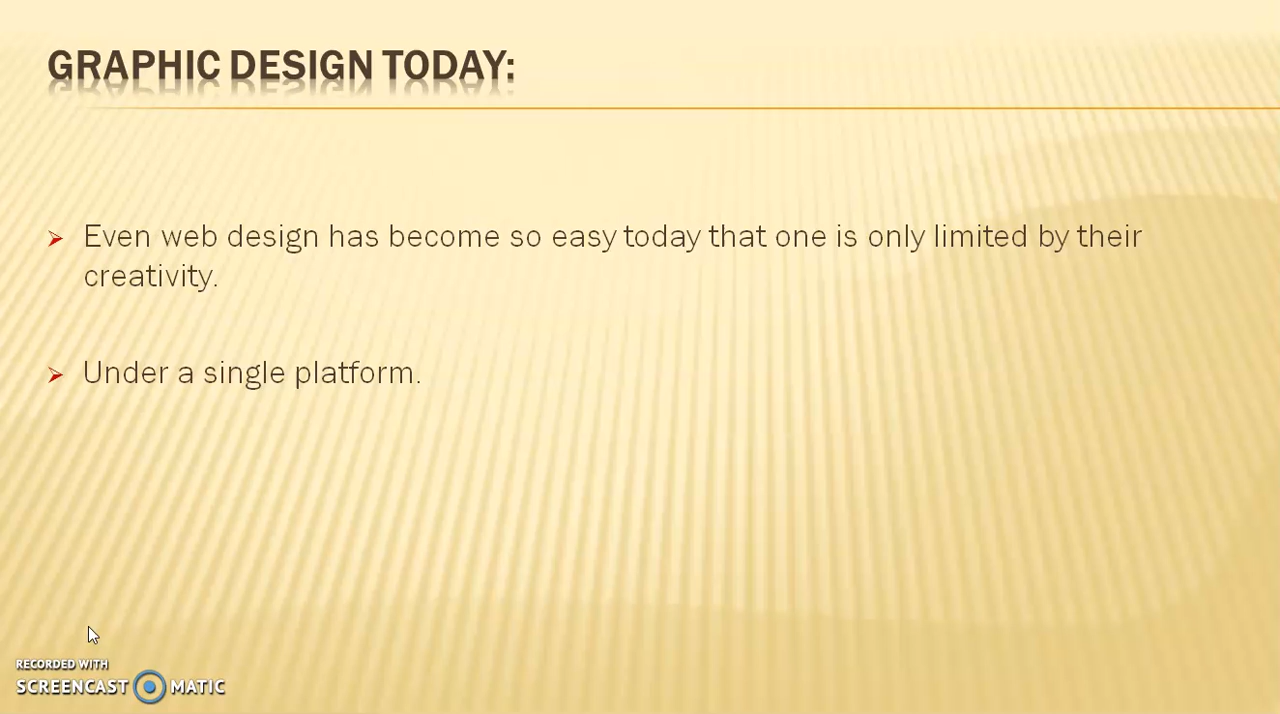 GRAPHIC DESIGN TODAY:
Even web design has become so easy today that one is only limited by their
creativity.
Under a single platform.
RECORDED WITH
SCREENCAST MATIC